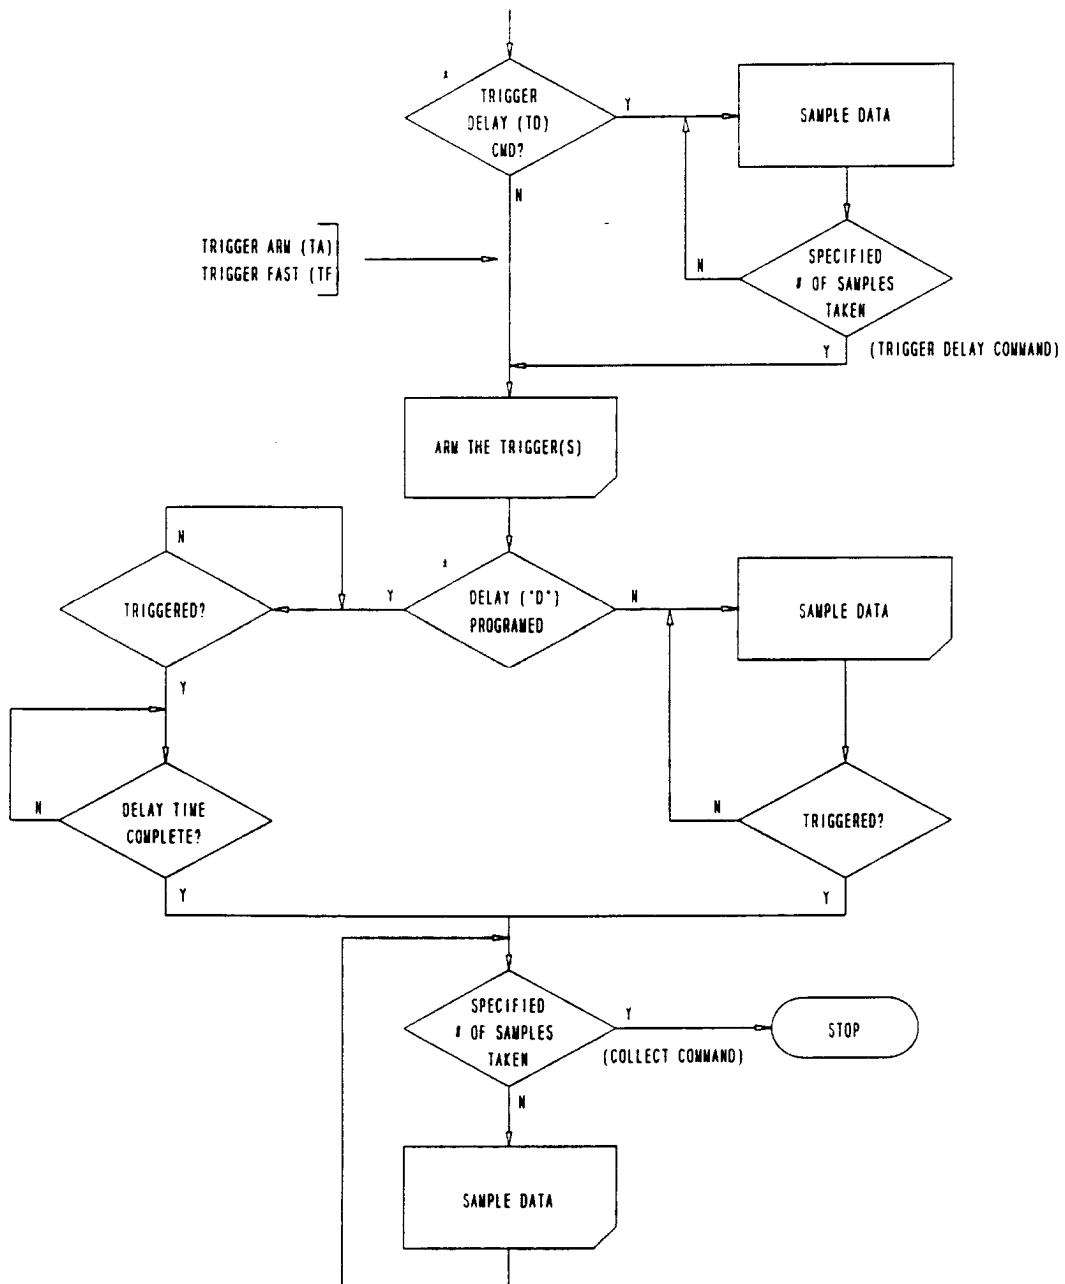 TRIGGER
DELAY (TD)
CMD?
Y
SAMPLE DATA
N
TRIGGER ARM (TA)
TRIGGER FAST (TF)
SPECIFIED
# OF SAMPLES
TAKEN
N
Y
(TRIGGER DELAY COMMAND)
ARM THE TRIGGER(S)
N
TRIGGERED?
Y
DELAY ("D")
PROGRAMED
N
SAMPLE DATA
Y
N
DELAY TIME
COMPLETE?
N
TRIGGERED?
Y
Y
SPECIFIED
# OF SAMPLES
TAKEN
Y
(COLLECT COMMAND)
STOP
N
SAMPLE DATA